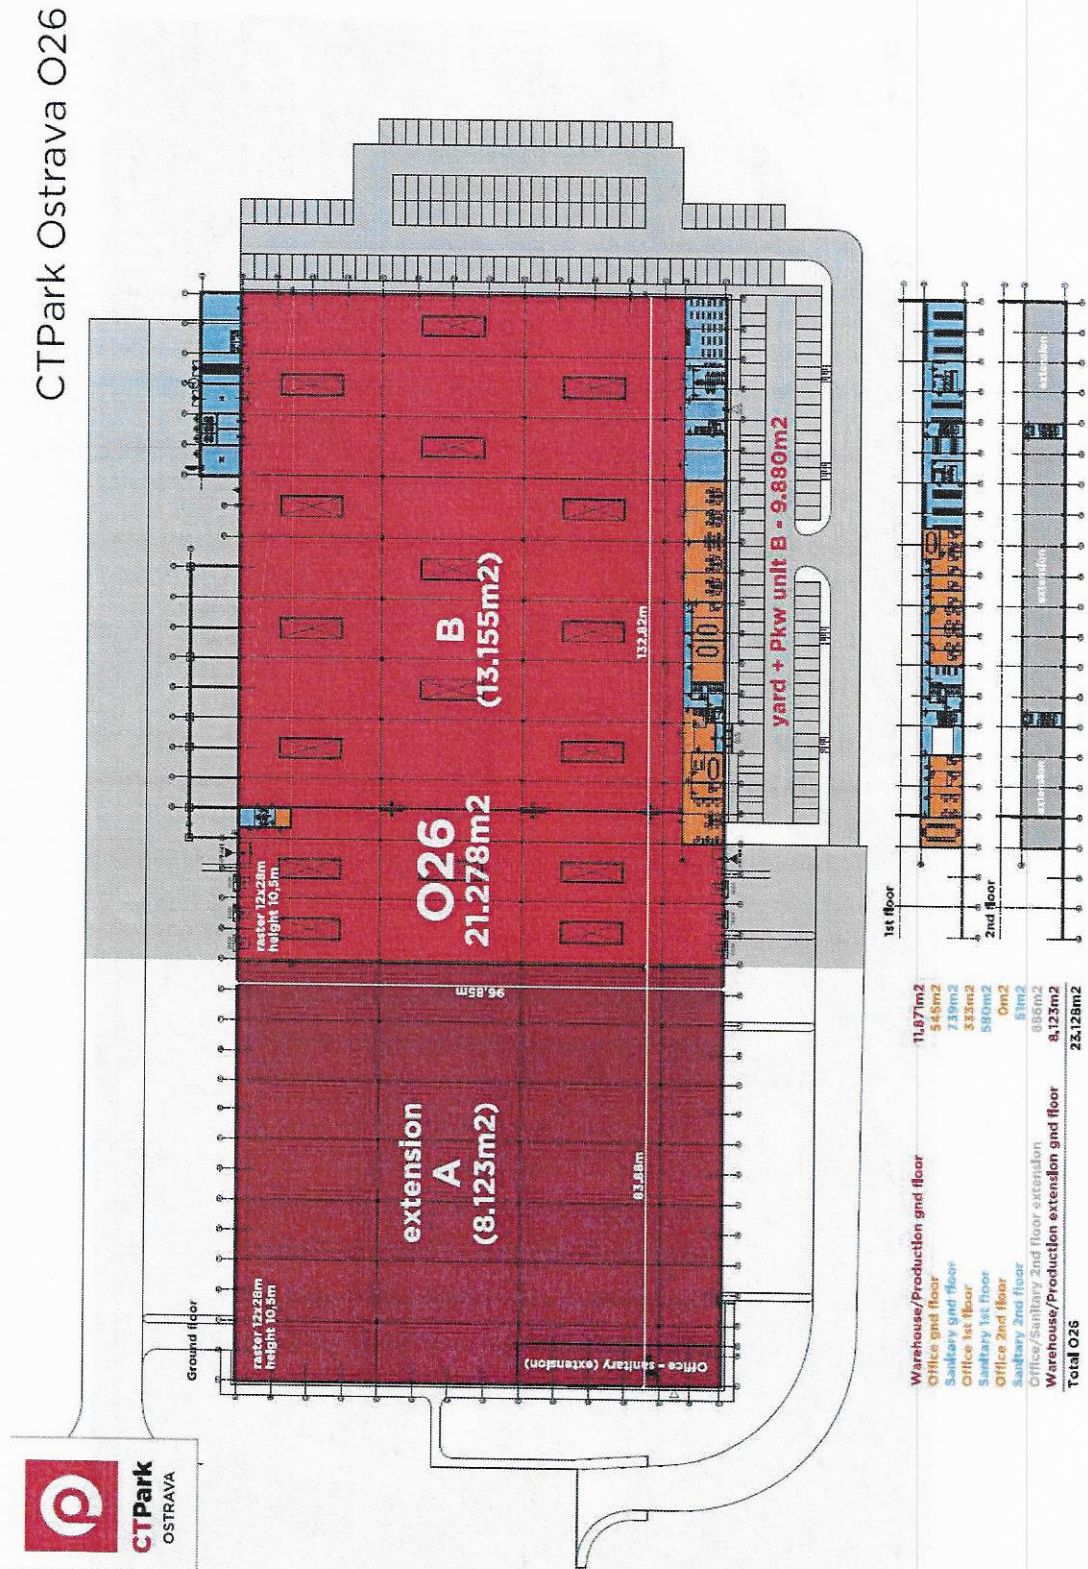 CTPark Ostrava O26
CTPark
OSTRAVA
Ground floor
raster 12x28m
height 10,5m
raster 12x28m
height 10,5m
extension
A
(8.123m2)
O26
21.278m2
B
(13.155m2)
96,85m
83.88m
132,82m
Office - sanitary (extension)
yard + Pkw unit B - 9.880m2
1st floor
2nd floor
extension
extension
extension
Warehouse/Production gnd floor 11.871m2
Office gnd floor 545m2
Sanitary gnd floor 739m2
Office 1st floor 333m2
Sanitary 1st floor 580m2
Office 2nd floor 0m2
Sanitary 2nd floor 51m2
Office/Sanitary 2nd floor extension 886m2
Warehouse/Production extension gnd floor 8,123m2
Total O26 23.128m2